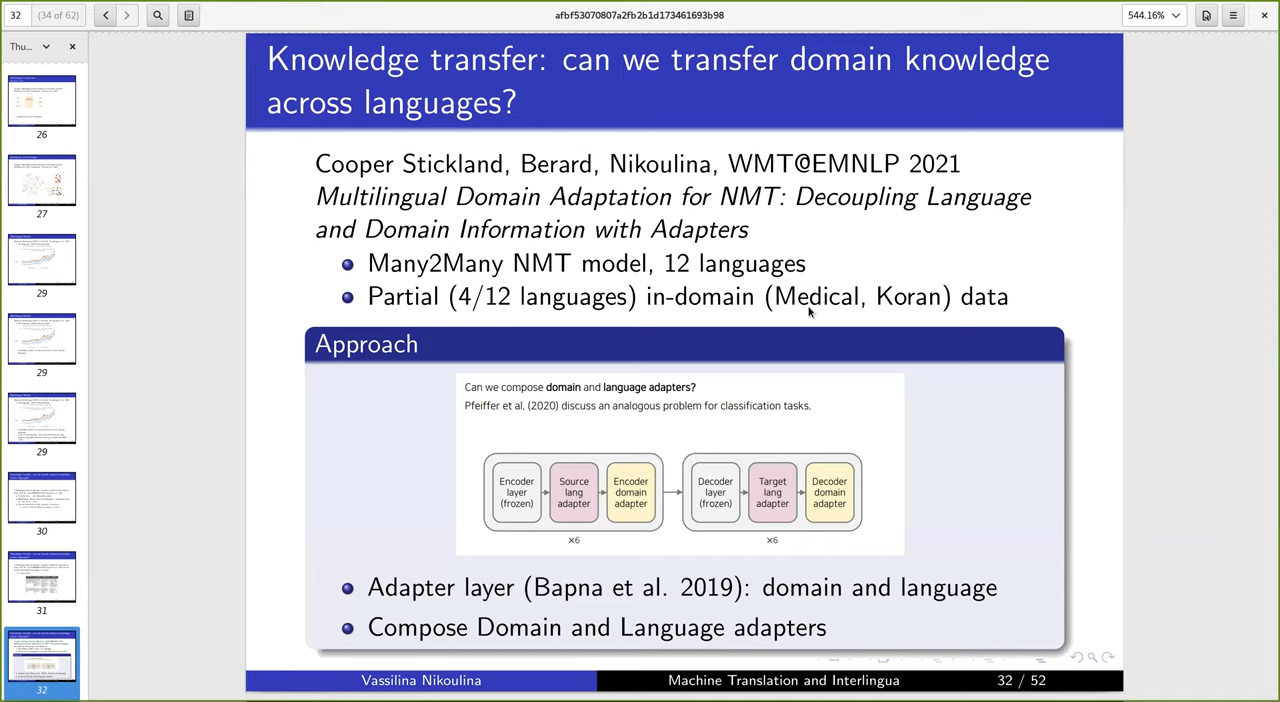 32
(34 of 62)
afbf53070807a2fb2b1d173461693b98
544.16%
Thu...
26
27
29
29
29
30
31
32
Knowledge transfer: can we transfer domain knowledge
across languages?
Cooper Stickland, Berard, Nikoulina, WMT@EMNLP 2021
Multilingual Domain Adaptation for NMT: Decoupling Language
and Domain Information with Adapters
Many2Many NMT model, 12 languages
Partial (4/12 languages) in-domain (Medical, Koran) data
Approach
Can we compose domain and language adapters?
et al. (2020) discuss an analogous problem for classification tasks.
Encoder
layer
(frozen)
Source
lang
adapter
Encoder
domain
adapter
Decoder
layer
(frozen)
Target
lang
adapter
Decoder
domain
adapter
×6
×6
Adapter layer (Bapna et al. 2019): domain and language
Compose Domain and Language adapters
Vassilina Nikoulina
Machine Translation and Interlingua
32 / 52